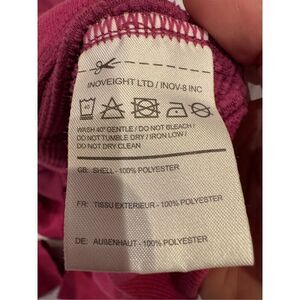 INOVEIGHT LTD / INOV-8 INC
40
WASH 40° GENTLE / DO NOT BLEACH /
DO NOT TUMBLE DRY / IRON LOW /
DO NOT DRY CLEAN
GB: SHELL - 100% POLYESTER
FR: TISSU EXTERIEUR - 100% POLYESTER
DE: AUßENHAUT - 100% POLYESTER